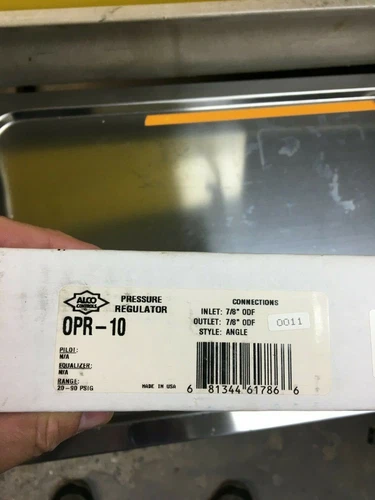 ALCO
CONTROLS
PRESSURE
REGULATOR
OPR-10
PILOT:
N/A
EQUALIZER:
N/A
RANGE:
20 - 90 PSIG
MADE IN USA
CONNECTIONS
INLET: 7/8" ODF
OUTLET: 7/8" ODF
STYLE: ANGLE
0011
6 81344 61786 6